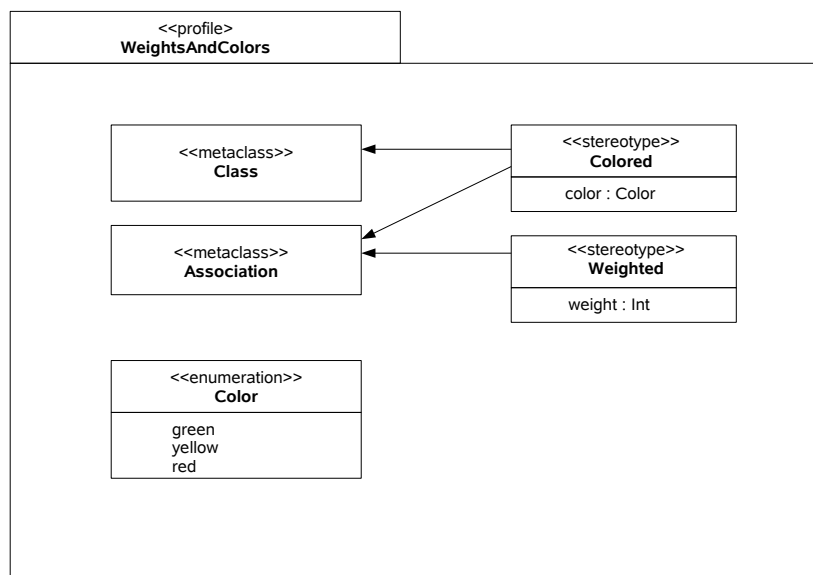 <<profile>
WeightsAndColors
<<metaclass>>
Class
<<stereotype>>
Colored
color : Color
<<metaclass>>
Association
<<stereotype>>
Weighted
weight : Int
<<enumeration>>
Color
green
yellow
red